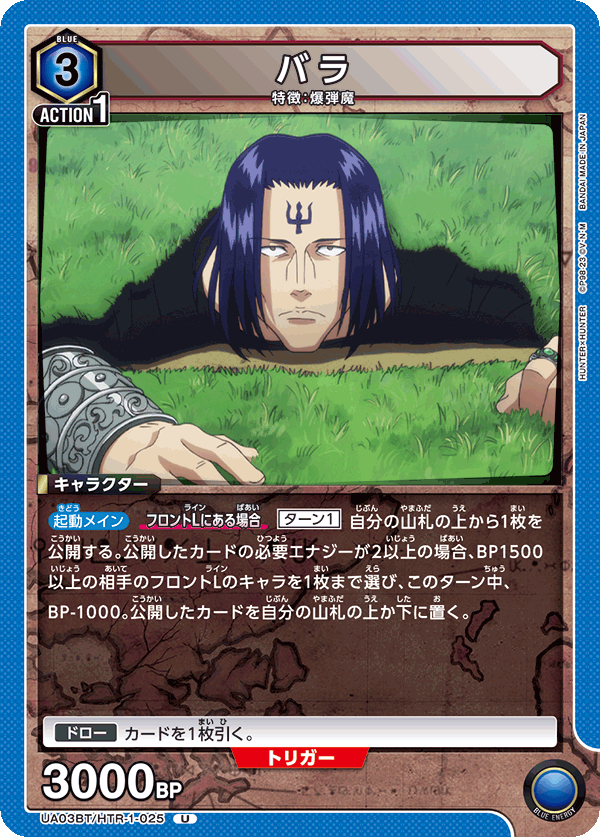 BLUE
3
ACTION 1
バラ
特徴:爆弾魔
BANDAI MADE IN JAPAN
©P98-23 ©V・N・M
HUNTER×HUNTER
キャラクター
起動メイン フロントLにある場合 ターン1 自分の山札の上から1枚を
公開する。公開したカードの必要エナジーが2以上の場合、BP1500
以上の相手のフロントLのキャラを1枚まで選び、このターン中、
BP-1000。公開したカードを自分の山札の上か下に置く。
ドロー カードを1枚引く。
トリガー
3000BP
BLUE ENERGY
UA03BT/HTR-1-025 U